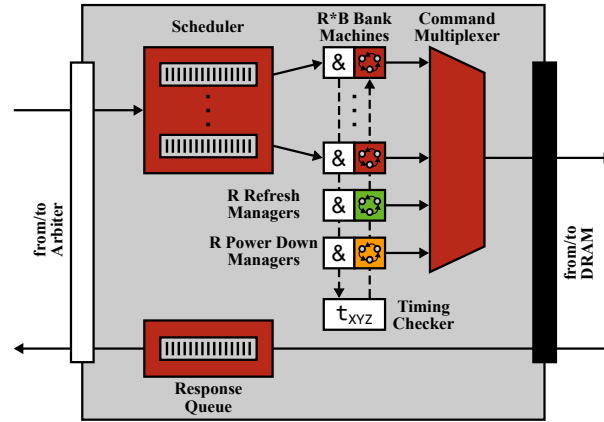 Scheduler
R*B Bank
Machines
Command
Multiplexer
&
&
R Refresh
Managers
&
R Power Down
Managers
&
from/to
Arbiter
from/to
DRAM
tXYZ
Timing
Checker
Response
Queue